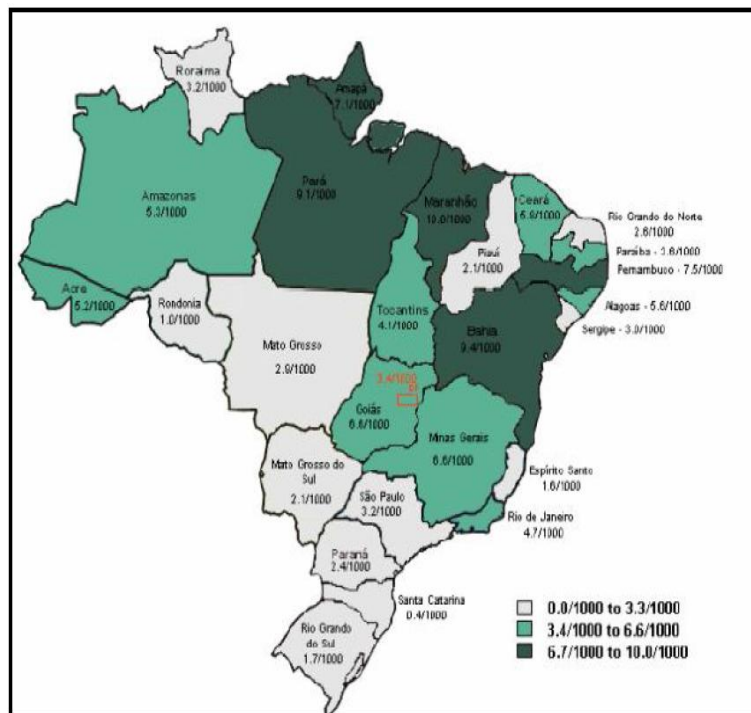 Roraima
3.2/1000
Amapá
7.1/1000
Pará
9.1/1000
Amazonas
5.3/1000
Maranhão
10.0/1000
Ceará
5.9/1000
Rio Grande do Norte
2.6/1000
Piauí
2.1/1000
Paraíba - 3.6/1000
Pernambuco - 7.5/1000
Acre
5.2/1000
Rondonia
1.0/1000
Tocantins
4.1/1000
Alagoas - 5.6/1000
Bahia
9.4/1000
Sergipe - 3.0/1000
Mato Grosso
2.9/1000
3.4/1000
Goiás
6.6/1000
Minas Gerais
6.6/1000
Mato Grosso do
Sul
2.1/1000
Espírito Santo
1.6/1000
São Paulo
3.2/1000
Rio de Janeiro
4.7/1000
Paraná
2.4/1000
Santa Catarina
0.4/1000
Rio Grando
do Sul
1.7/1000
0.0/1000 to 3.3/1000
3.4/1000 to 6.6/1000
6.7/1000 to 10.0/1000